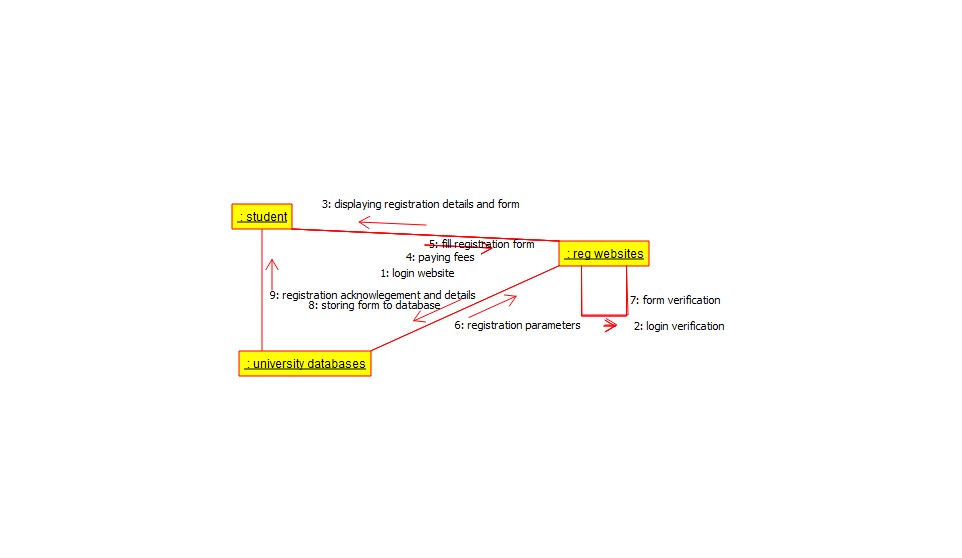 3: displaying registration details and form
: student
5: fill registration form
: reg websites
4: paying fees
1: login website
9: registration acknowlegement and details
7: form verification
8: storing form to database
6: registration parameters
2: login verification
: university databases